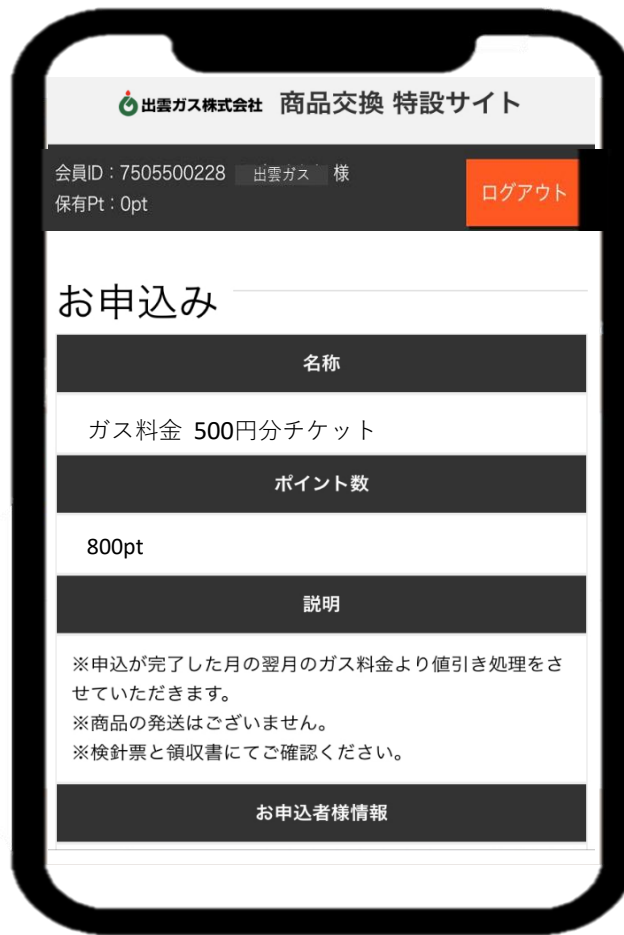 出雲ガス株式会社 商品交換 特設サイト
会員ID：7505500228 出雲ガス 様
保有Pt：0pt
ログアウト
お申込み
名称
ガス料金 500円分チケット
ポイント数
800pt
説明
※申込が完了した月の翌月のガス料金より値引き処理をさ
せていただきます。
※商品の発送はございません。
※検針票と領収書にてご確認ください。
お申込者様情報